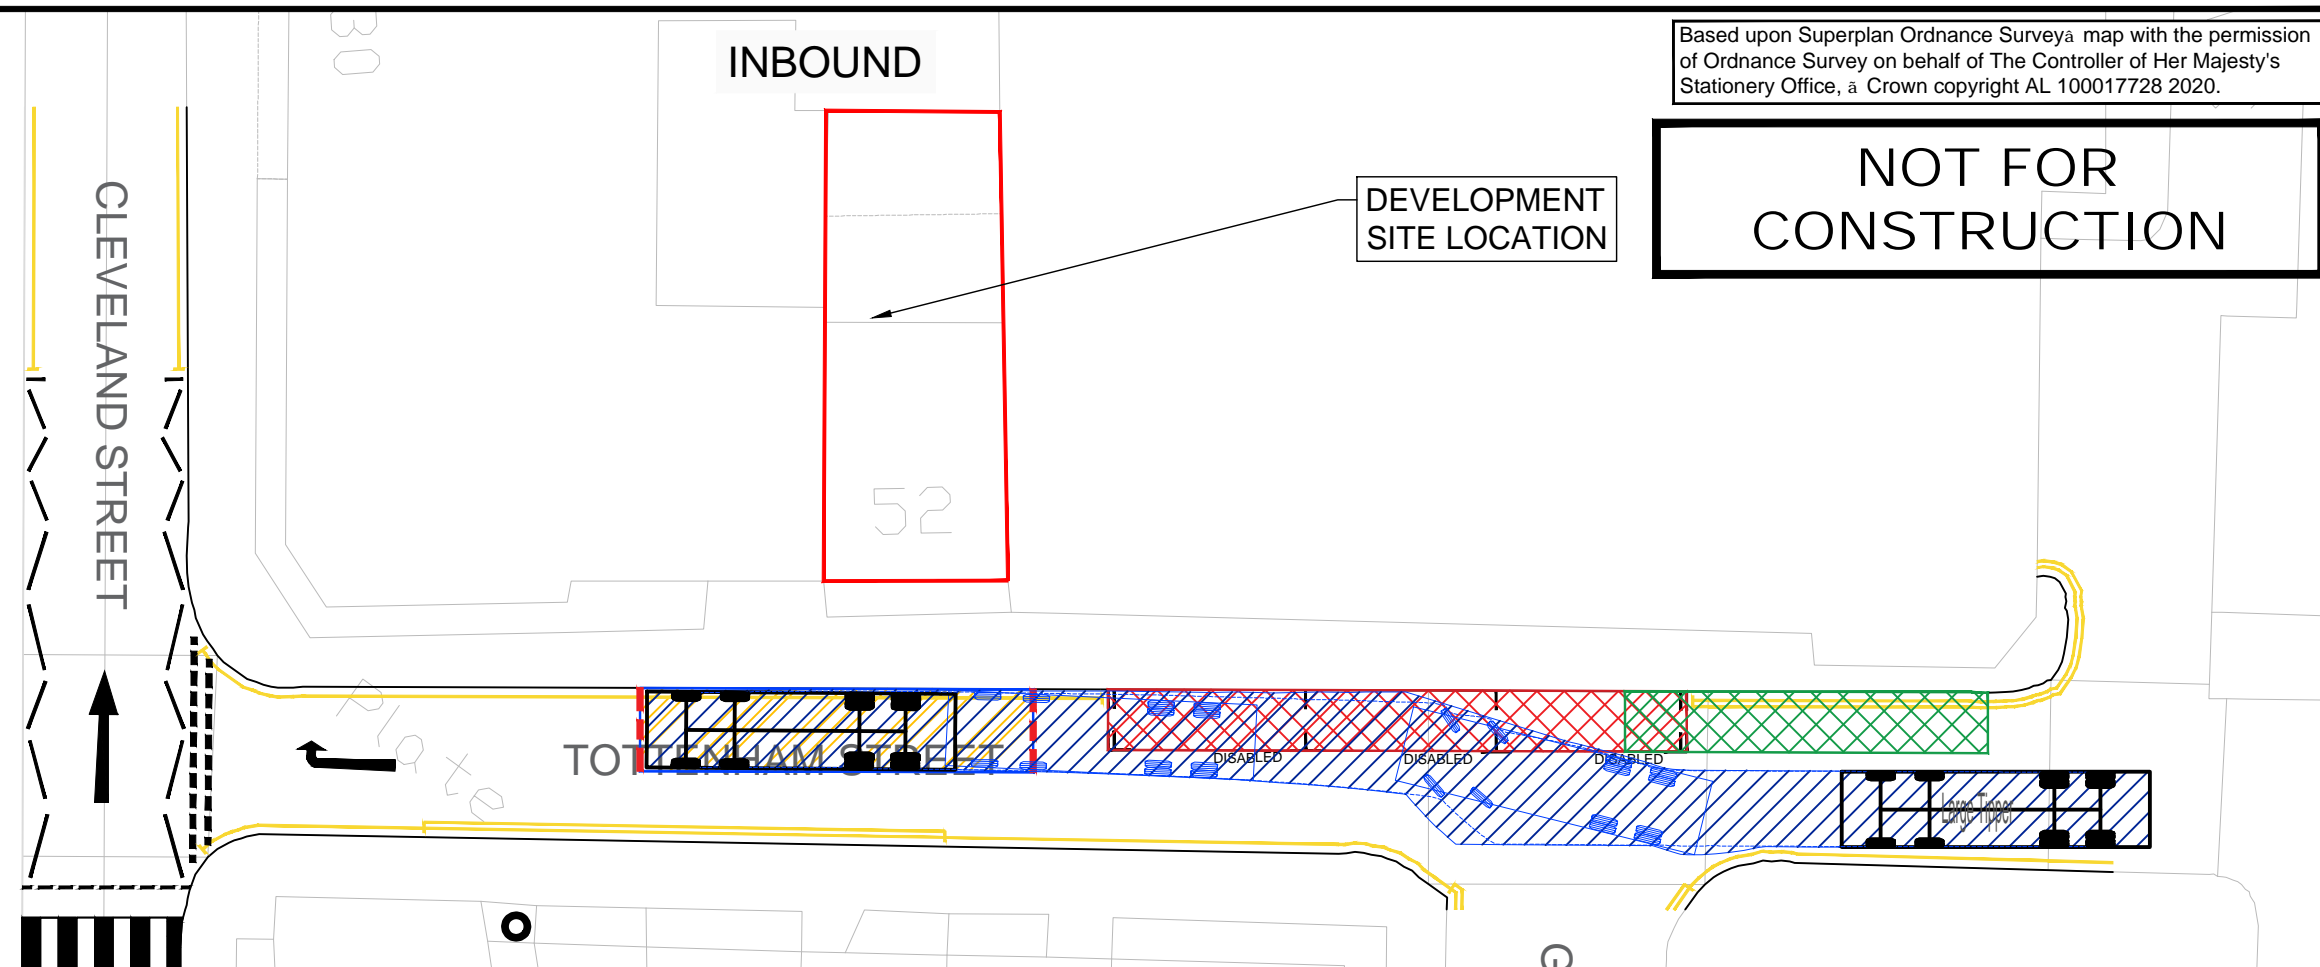 INBOUND
Based upon Superplan Ordnance Surveyâ map with the permission
of Ordnance Survey on behalf of The Controller of Her Majesty's
Stationery Office, ã Crown copyright AL 100017728 2020.
NOT FOR
CONSTRUCTION
DEVELOPMENT
SITE LOCATION
CLEVELAND STREET
52
TOTTENHAM STREET
DISABLED
DISABLED
DISABLED
Large Tipper
G